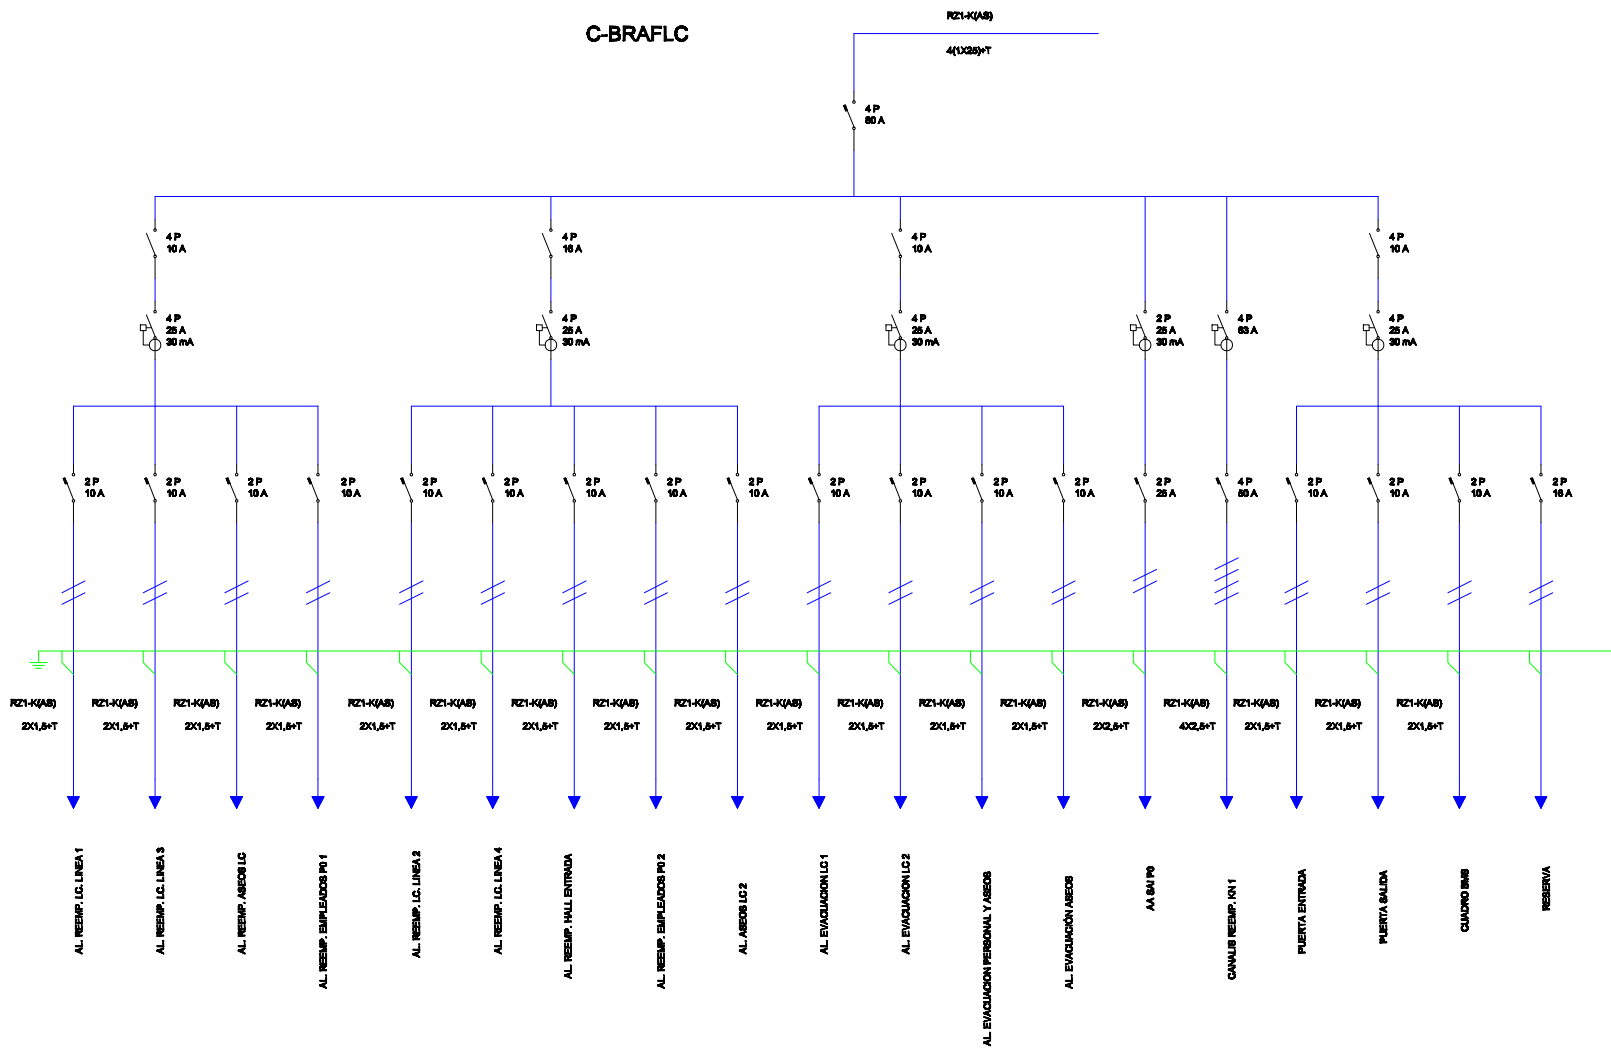 C-BRAFLC
RZ1-K(AS)
4(1X25)+T
4 P
80 A
4 P
10 A
4 P
16 A
4 P
10 A
4 P
10 A
4 P
25 A
30 mA
4 P
25 A
30 mA
4 P
25 A
30 mA
2 P
25 A
30 mA
4 P
63 A
4 P
25 A
30 mA
2 P
10 A
2 P
10 A
2 P
10 A
2 P
10 A
2 P
10 A
2 P
10 A
2 P
10 A
2 P
10 A
2 P
10 A
2 P
10 A
2 P
10 A
2 P
10 A
2 P
10 A
2 P
25 A
4 P
50 A
2 P
10 A
2 P
10 A
2 P
10 A
2 P
16 A
RZ1-K(AS)
2X1,5+T
RZ1-K(AS)
2X1,5+T
RZ1-K(AS)
2X1,5+T
RZ1-K(AS)
2X1,5+T
RZ1-K(AS)
2X1,5+T
RZ1-K(AS)
2X1,5+T
RZ1-K(AS)
2X1,5+T
RZ1-K(AS)
2X1,5+T
RZ1-K(AS)
2X1,5+T
RZ1-K(AS)
2X1,5+T
RZ1-K(AS)
2X1,5+T
RZ1-K(AS)
2X1,5+T
RZ1-K(AS)
2X1,5+T
RZ1-K(AS)
2X2,5+T
RZ1-K(AS)
4X2,5+T
RZ1-K(AS)
2X1,5+T
RZ1-K(AS)
2X1,5+T
RZ1-K(AS)
2X1,5+T
AL. REEMP. LC. LINEA 1
AL. REEMP. LC. LINEA 3
AL. REEMP. ASEOS LC
AL. REEMP. EMPLEADOS P0 1
AL. REEMP. LC. LINEA 2
AL. REEMP. LC. LINEA 4
AL. REEMP. HALL ENTRADA
AL. REEMP. EMPLEADOS P0 2
AL. ASEOS LC 2
AL. EVACUACION LC 1
AL. EVACUACION LC 2
AL. EVACUACION PERSONAL Y ASEOS
AL. EVACUACIÓN ASEOS
AA SAI P0
CANALIS REEMP. KN 1
PUERTA ENTRADA
PUERTA SALIDA
CUADRO BMS
RESERVA